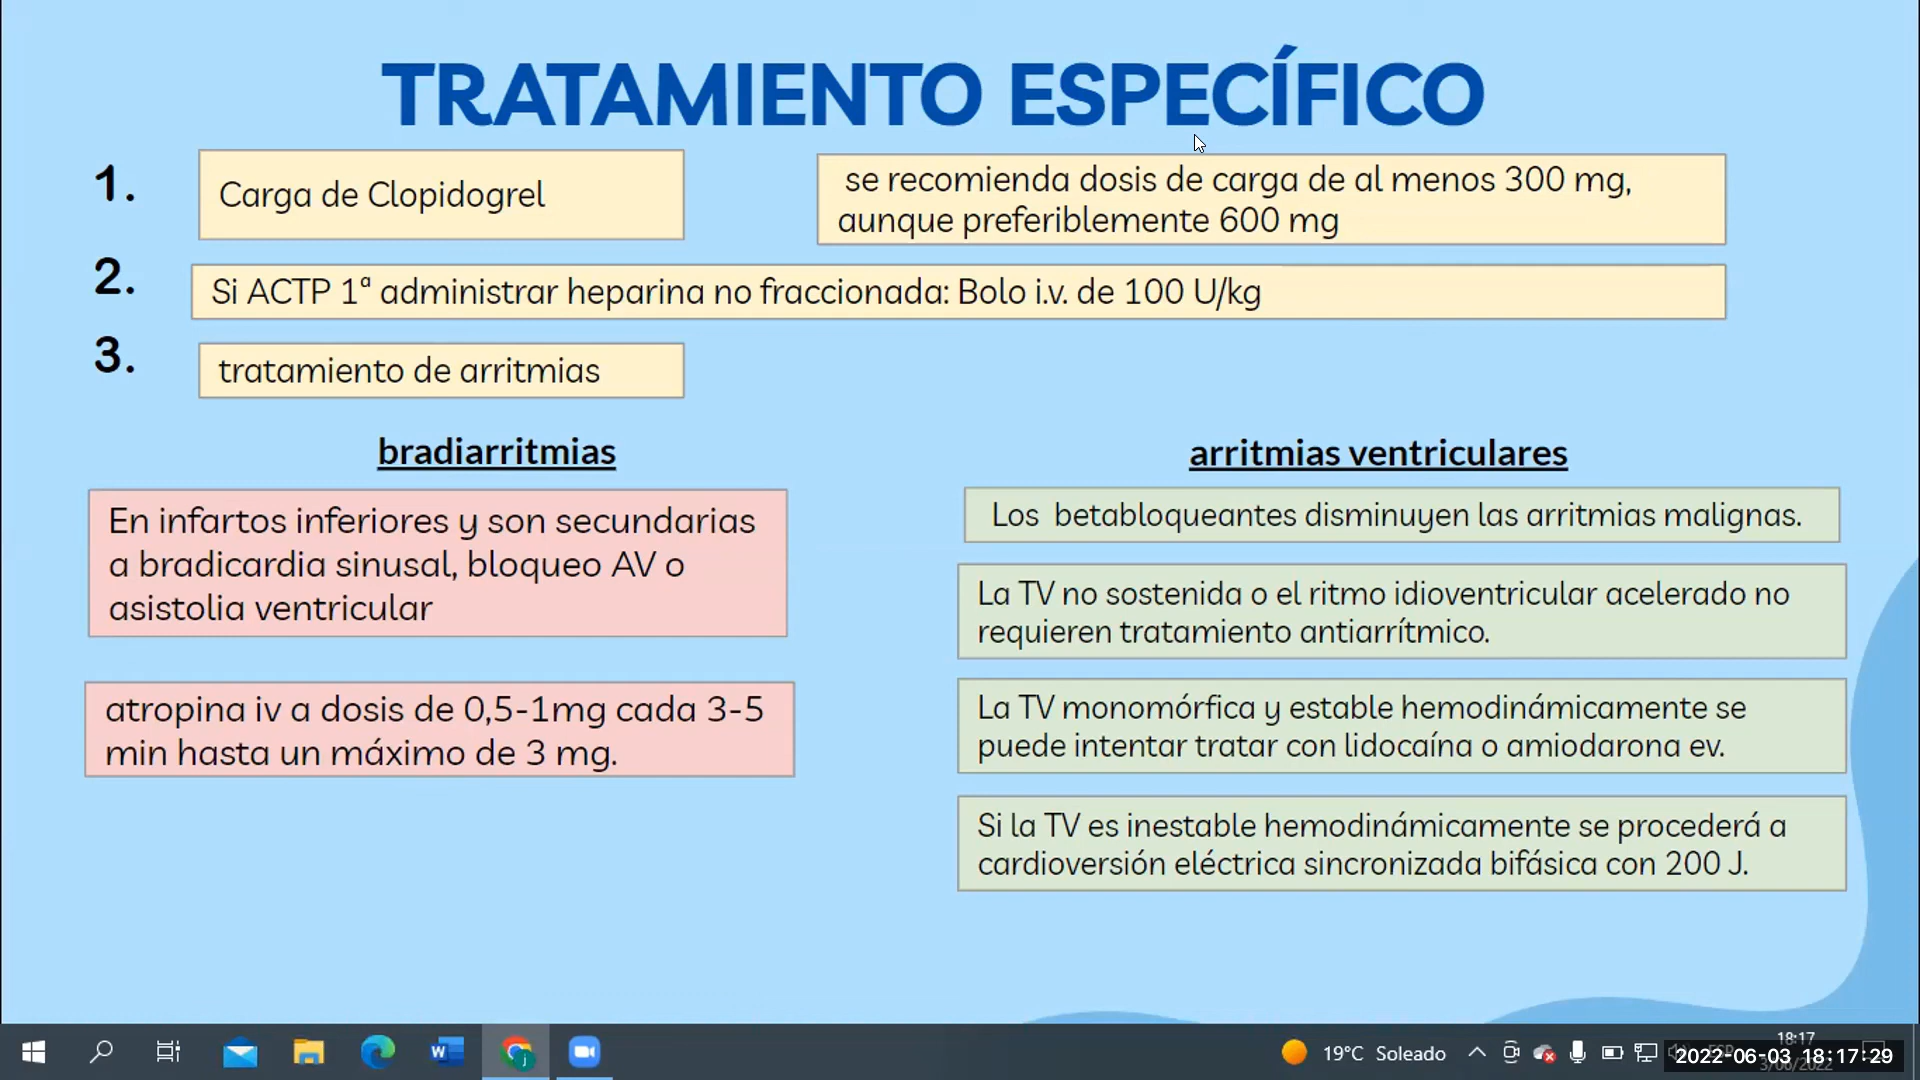 TRATAMIENTO ESPECÍFICO
1.
Carga de Clopidogrel
se recomienda dosis de carga de al menos 300 mg,
aunque preferiblemente 600 mg
2.
Si ACTP 1ª administrar heparina no fraccionada: Bolo i.v. de 100 U/kg
3.
tratamiento de arritmias
bradiarritmias
En infartos inferiores y son secundarias
a bradicardia sinusal, bloqueo AV o
asistolia ventricular
atropina iv a dosis de 0,5-1mg cada 3-5
min hasta un máximo de 3 mg.
arritmias ventriculares
Los betabloqueantes disminuyen las arritmias malignas.
La TV no sostenida o el ritmo idioventricular acelerado no
requieren tratamiento antiarrítmico.
La TV monomórfica y estable hemodinámicamente se
puede intentar tratar con lidocaína o amiodarona ev.
Si la TV es inestable hemodinámicamente se procederá a
cardioversión eléctrica sincronizada bifásica con 200 J.
19°C Soleado
18:17
2022-06-03 18:17:29